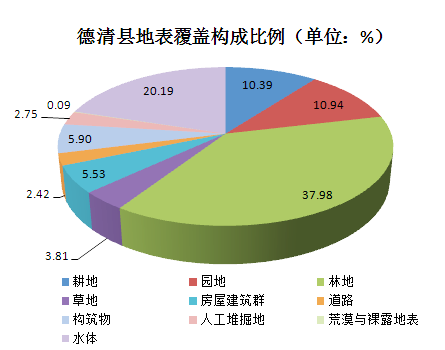 德清县地表覆盖构成比例（单位：%）
20.19
10.39
0.09
10.94
2.75
5.90
5.53
37.98
2.42
3.81
耕地 园地 林地
草地 房屋建筑群 道路
构筑物 人工堆掘地 荒漠与裸露地表
水体